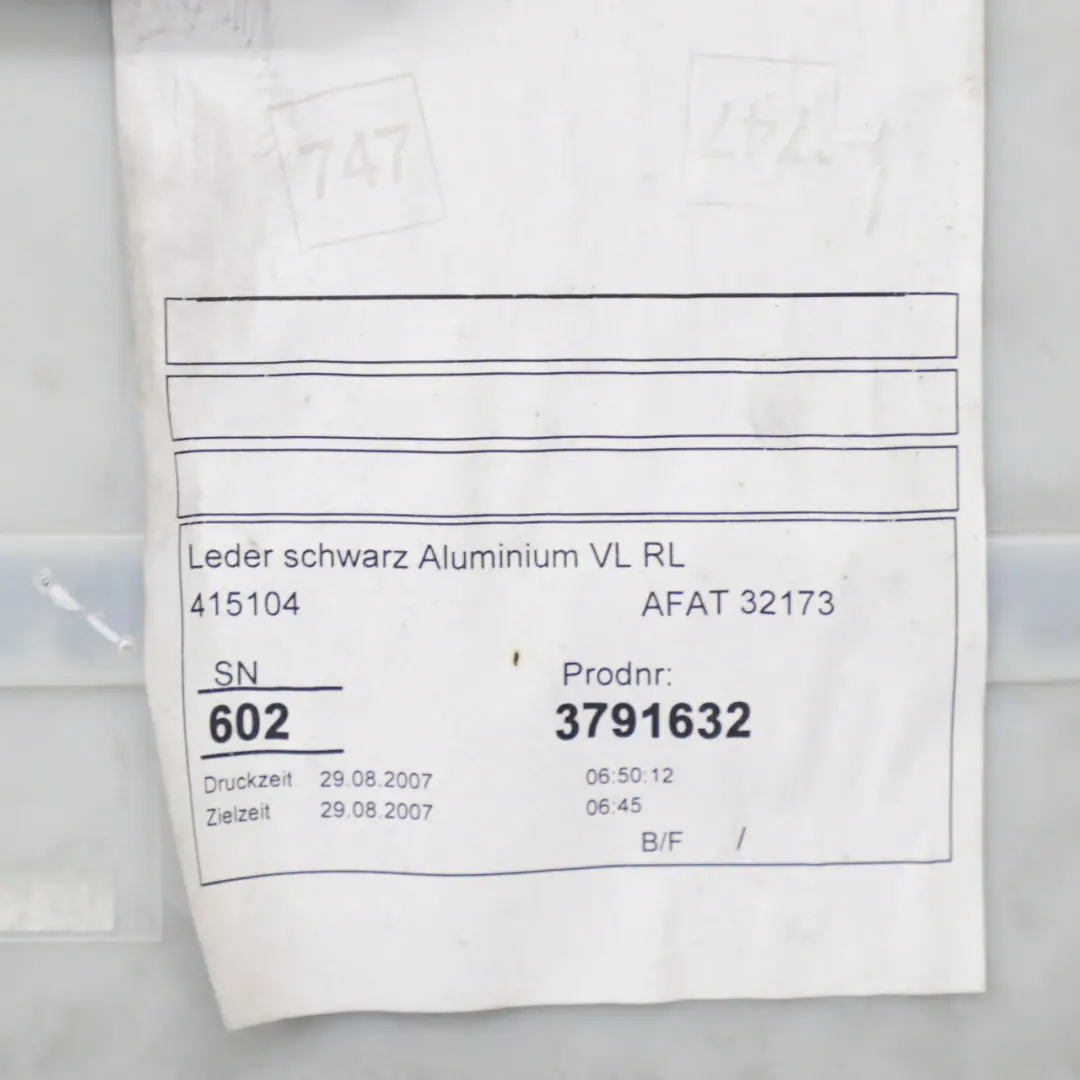 747
747
Leder schwarz Aluminium VL RL
415104 AFAT 32173
SN Prodnr:
602 3791632
Druckzeit 29.08.2007 06:50:12
Zielzeit 29.08.2007 06:45
B/F /